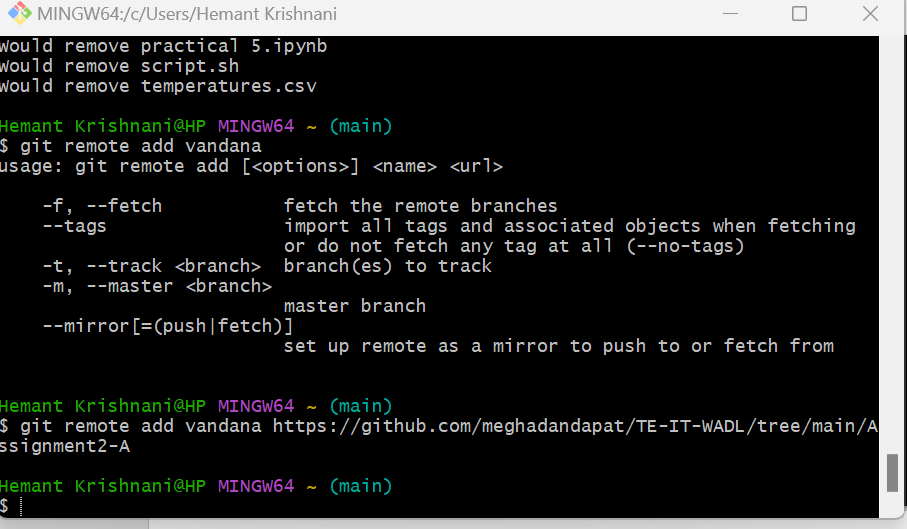 MINGW64:/c/Users/Hemant Krishnani
Would remove practical 5.ipynb
Would remove script.sh
Would remove temperatures.csv
Hemant Krishnani@HP MINGW64 ~ (main)
$ git remote add vandana
usage: git remote add [<options>] <name> <url>
-f, --fetch fetch the remote branches
--tags import all tags and associated objects when fetching
or do not fetch any tag at all (--no-tags)
-t, --track <branch> branch(es) to track
-m, --master <branch>
master branch
--mirror[=(push|fetch)]
set up remote as a mirror to push to or fetch from
Hemant Krishnani@HP MINGW64 ~ (main)
$ git remote add vandana https://github.com/meghadandapat/TE-IT-WADL/tree/main/A
ssignment2-A
Hemant Krishnani@HP MINGW64 ~ (main)
$